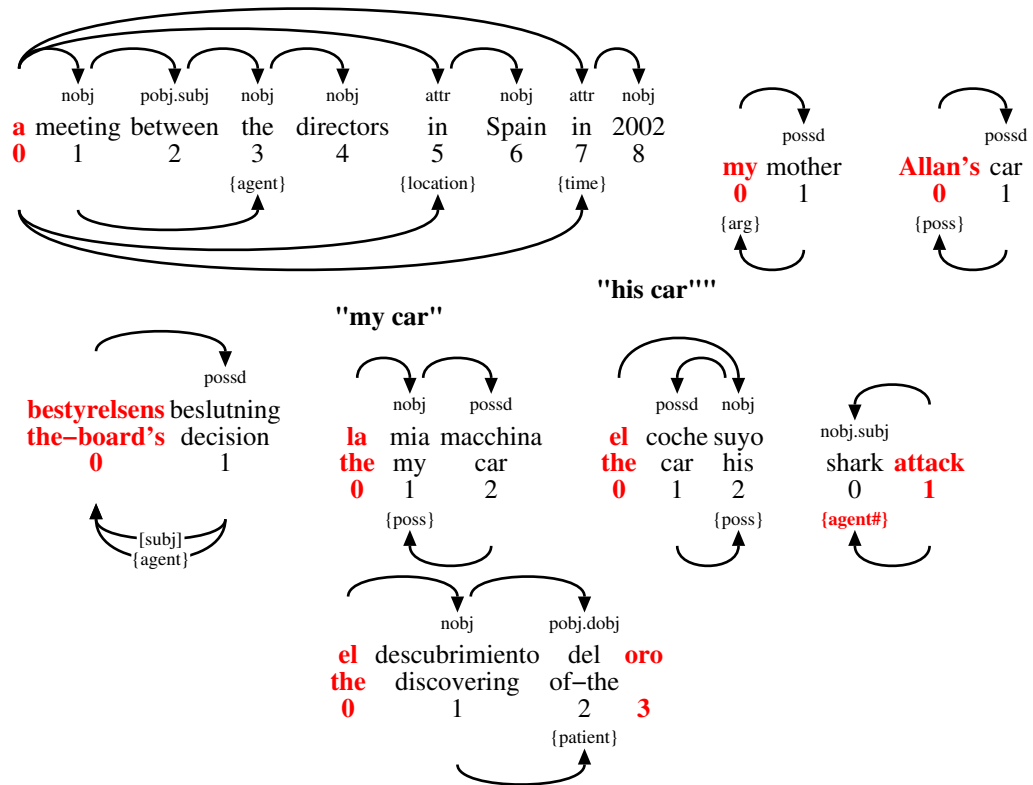 nobj pobj.subj nobj nobj attr nobj attr nobj
a meeting between the directors in Spain in 2002
0 1 2 3 4 5 6 7 8
{agent} {location} {time}
possd
my mother
0 1
{arg}
possd
Allan's car
0 1
{poss}
possd
bestyrelsens beslutning
the−board's decision
0 1
[subj]
{agent}
"my car"
nobj possd
la mia macchina
the my car
0 1 2
{poss}
"his car""
possd nobj
el coche suyo
the car his
0 1 2
{poss}
nobj.subj
shark attack
0 1
{agent#}
nobj pobj.dobj
el descubrimiento del oro
the discovering of−the
0 1 2 3
{patient}